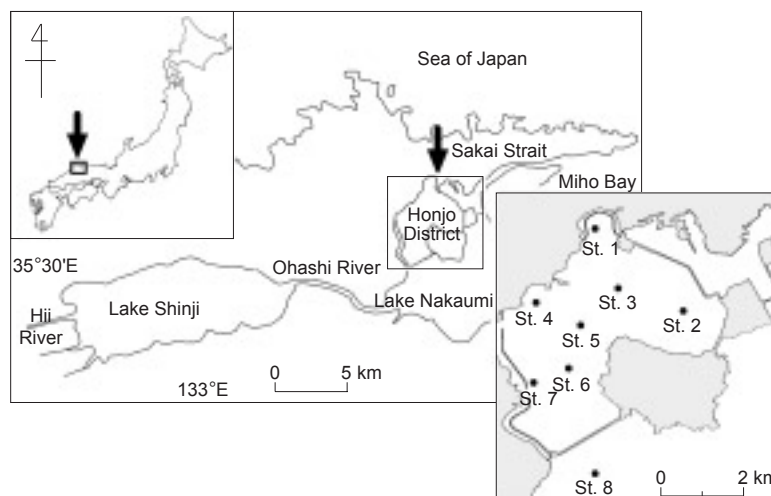 Sea of Japan
Sakai Strait
Miho Bay
Honjo
District
35°30'E
Ohashi River
Lake Shinji
Lake Nakaumi
Hii
River
133°E
0 5 km
St. 1
St. 3
St. 4
St. 2
St. 5
St. 6
St. 7
St. 8
0 2 km